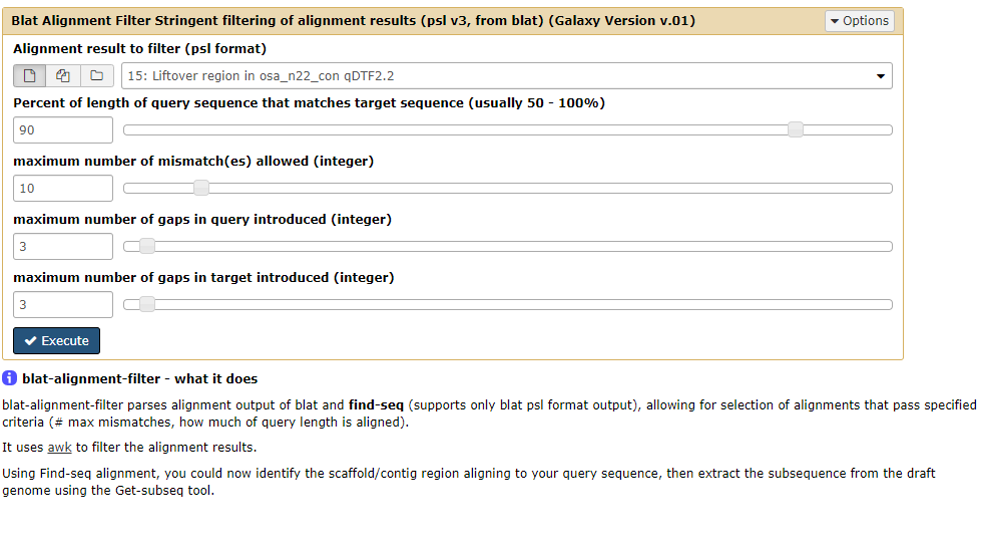 Blat Alignment Filter Stringent filtering of alignment results (psl v3, from blat) (Galaxy Version v.01)
Options
Alignment result to filter (psl format)
15: Liftover region in osa_n22_con qDTF2.2
Percent of length of query sequence that matches target sequence (usually 50 - 100%)
90
maximum number of mismatch(es) allowed (integer)
10
maximum number of gaps in query introduced (integer)
3
maximum number of gaps in target introduced (integer)
3
Execute
blat-alignment-filter - what it does
blat-alignment-filter parses alignment output of blat and find-seq (supports only blat psl format output), allowing for selection of alignments that pass specified
criteria (# max mismatches, how much of query length is aligned).
It uses awk to filter the alignment results.
Using Find-seq alignment, you could now identify the scaffold/contig region aligning to your query sequence, then extract the subsequence from the draft
genome using the Get-subseq tool.